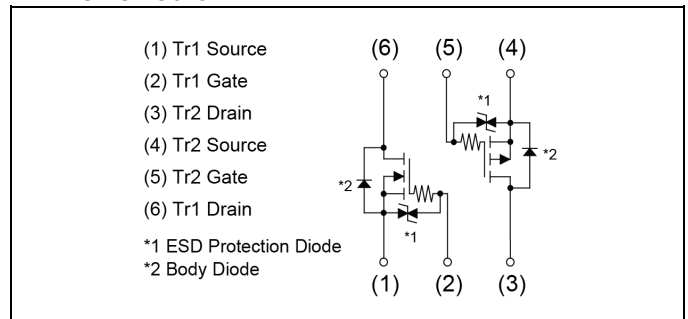 (1) Tr1 Source
(2) Tr1 Gate
(3) Tr2 Drain
(4) Tr2 Source
(5) Tr2 Gate
(6) Tr1 Drain
*1 ESD Protection Diode
*2 Body Diode
(6) (5) (4)
*1
*2
*2
*1
(1) (2) (3)